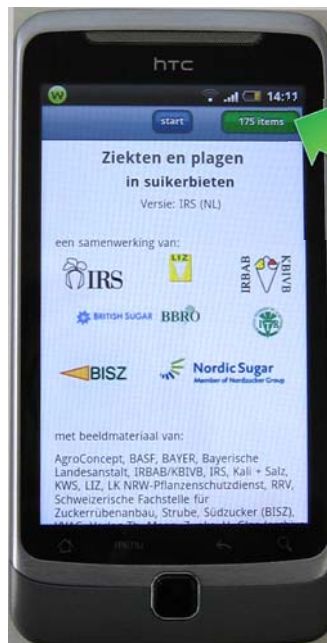 hTC
14:11
start
175 items
Ziekten en plagen
in suikerbieten
Versie: IRS (NL)
een samenwerking van:
IRS
LIZ
IRBAB
KBIVB
BRITISH SUGAR
BBRO
BISZ
Nordic Sugar
Member of Nordzucker Group
met beeldmateriaal van:
AgroConcept, BASF, BAYER, Bayerische
Landesanstalt, IRBAB/KBIVB, IRS, Kali + Salz,
KWS, LIZ, LK NRW-Pflanzenschutzdienst, RRV,
Schweizerische Fachstelle für
Zuckerrübenanbau, Strube, Südzucker (BISZ),
menu